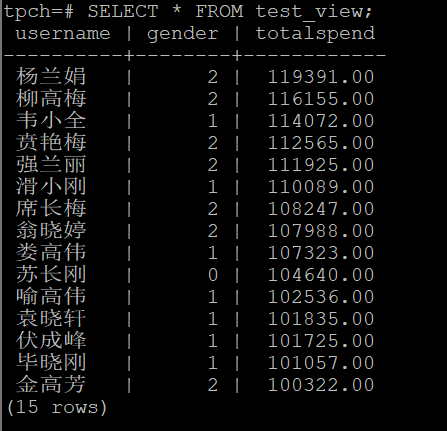 tpch=# SELECT * FROM test_view;
username | gender | totalspend
----------+--------+------------
杨兰娟 | 2 | 119391.00
柳高梅 | 2 | 116155.00
韦小全 | 1 | 114072.00
贲艳梅 | 2 | 112565.00
强兰丽 | 2 | 111925.00
滑小刚 | 1 | 110089.00
席长梅 | 2 | 108247.00
翁晓婷 | 2 | 107988.00
娄高伟 | 1 | 107323.00
苏长刚 | 0 | 104640.00
喻高伟 | 1 | 102536.00
袁晓轩 | 1 | 101835.00
伏成峰 | 1 | 101725.00
毕晓刚 | 1 | 101057.00
金高芳 | 2 | 100322.00
(15 rows)